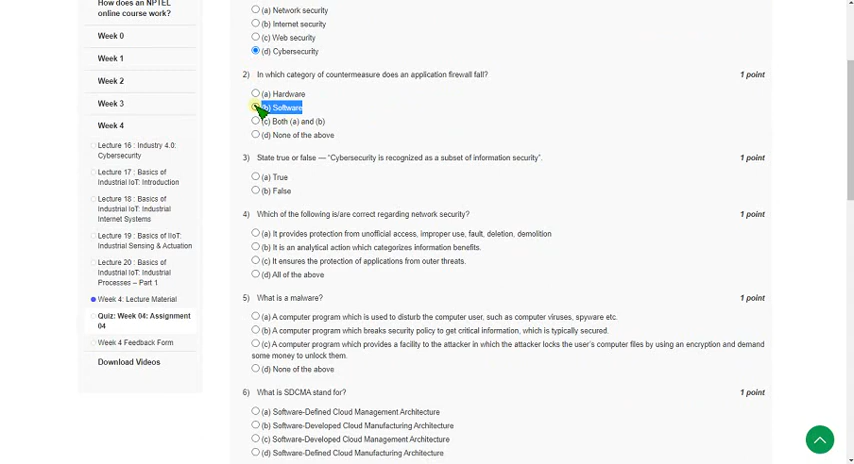 How does an NPTEL
online course work?
Week 0
Week 1
Week 2
Week 3
Week 4
Lecture 16 : Industry 4.0:
Cybersecurity
Lecture 17 : Basics of
Industrial IoT: Introduction
Lecture 18 : Basics of
Industrial IoT: Industrial
Internet Systems
Lecture 19 : Basics of IIoT:
Industrial Sensing & Actuation
Lecture 20 : Basics of
Industrial IoT: Industrial
Processes – Part 1
Week 4: Lecture Material
Quiz: Week 04: Assignment
04
Week 4 Feedback Form
Download Videos
(a) Network security
(b) Internet security
(c) Web security
(d) Cybersecurity
2) In which category of countermeasure does an application firewall fall? 1 point
(a) Hardware
(b) Software
(c) Both (a) and (b)
(d) None of the above
3) State true or false — “Cybersecurity is recognized as a subset of information security”. 1 point
(a) True
(b) False
4) Which of the following is/are correct regarding network security? 1 point
(a) It provides protection from unofficial access, improper use, fault, deletion, demolition
(b) It is an analytical action which categorizes information benefits.
(c) It ensures the protection of applications from outer threats.
(d) All of the above
5) What is a malware? 1 point
(a) A computer program which is used to disturb the computer user, such as computer viruses, spyware etc.
(b) A computer program which breaks security policy to get critical information, which is typically secured.
(c) A computer program which provides a facility to the attacker in which the attacker locks the user’s computer files by using an encryption and demand
some money to unlock them.
(d) None of the above
6) What is SDCMA stand for? 1 point
(a) Software-Defined Cloud Management Architecture
(b) Software-Developed Cloud Manufacturing Architecture
(c) Software-Developed Cloud Management Architecture
(d) Software-Defined Cloud Manufacturing Architecture